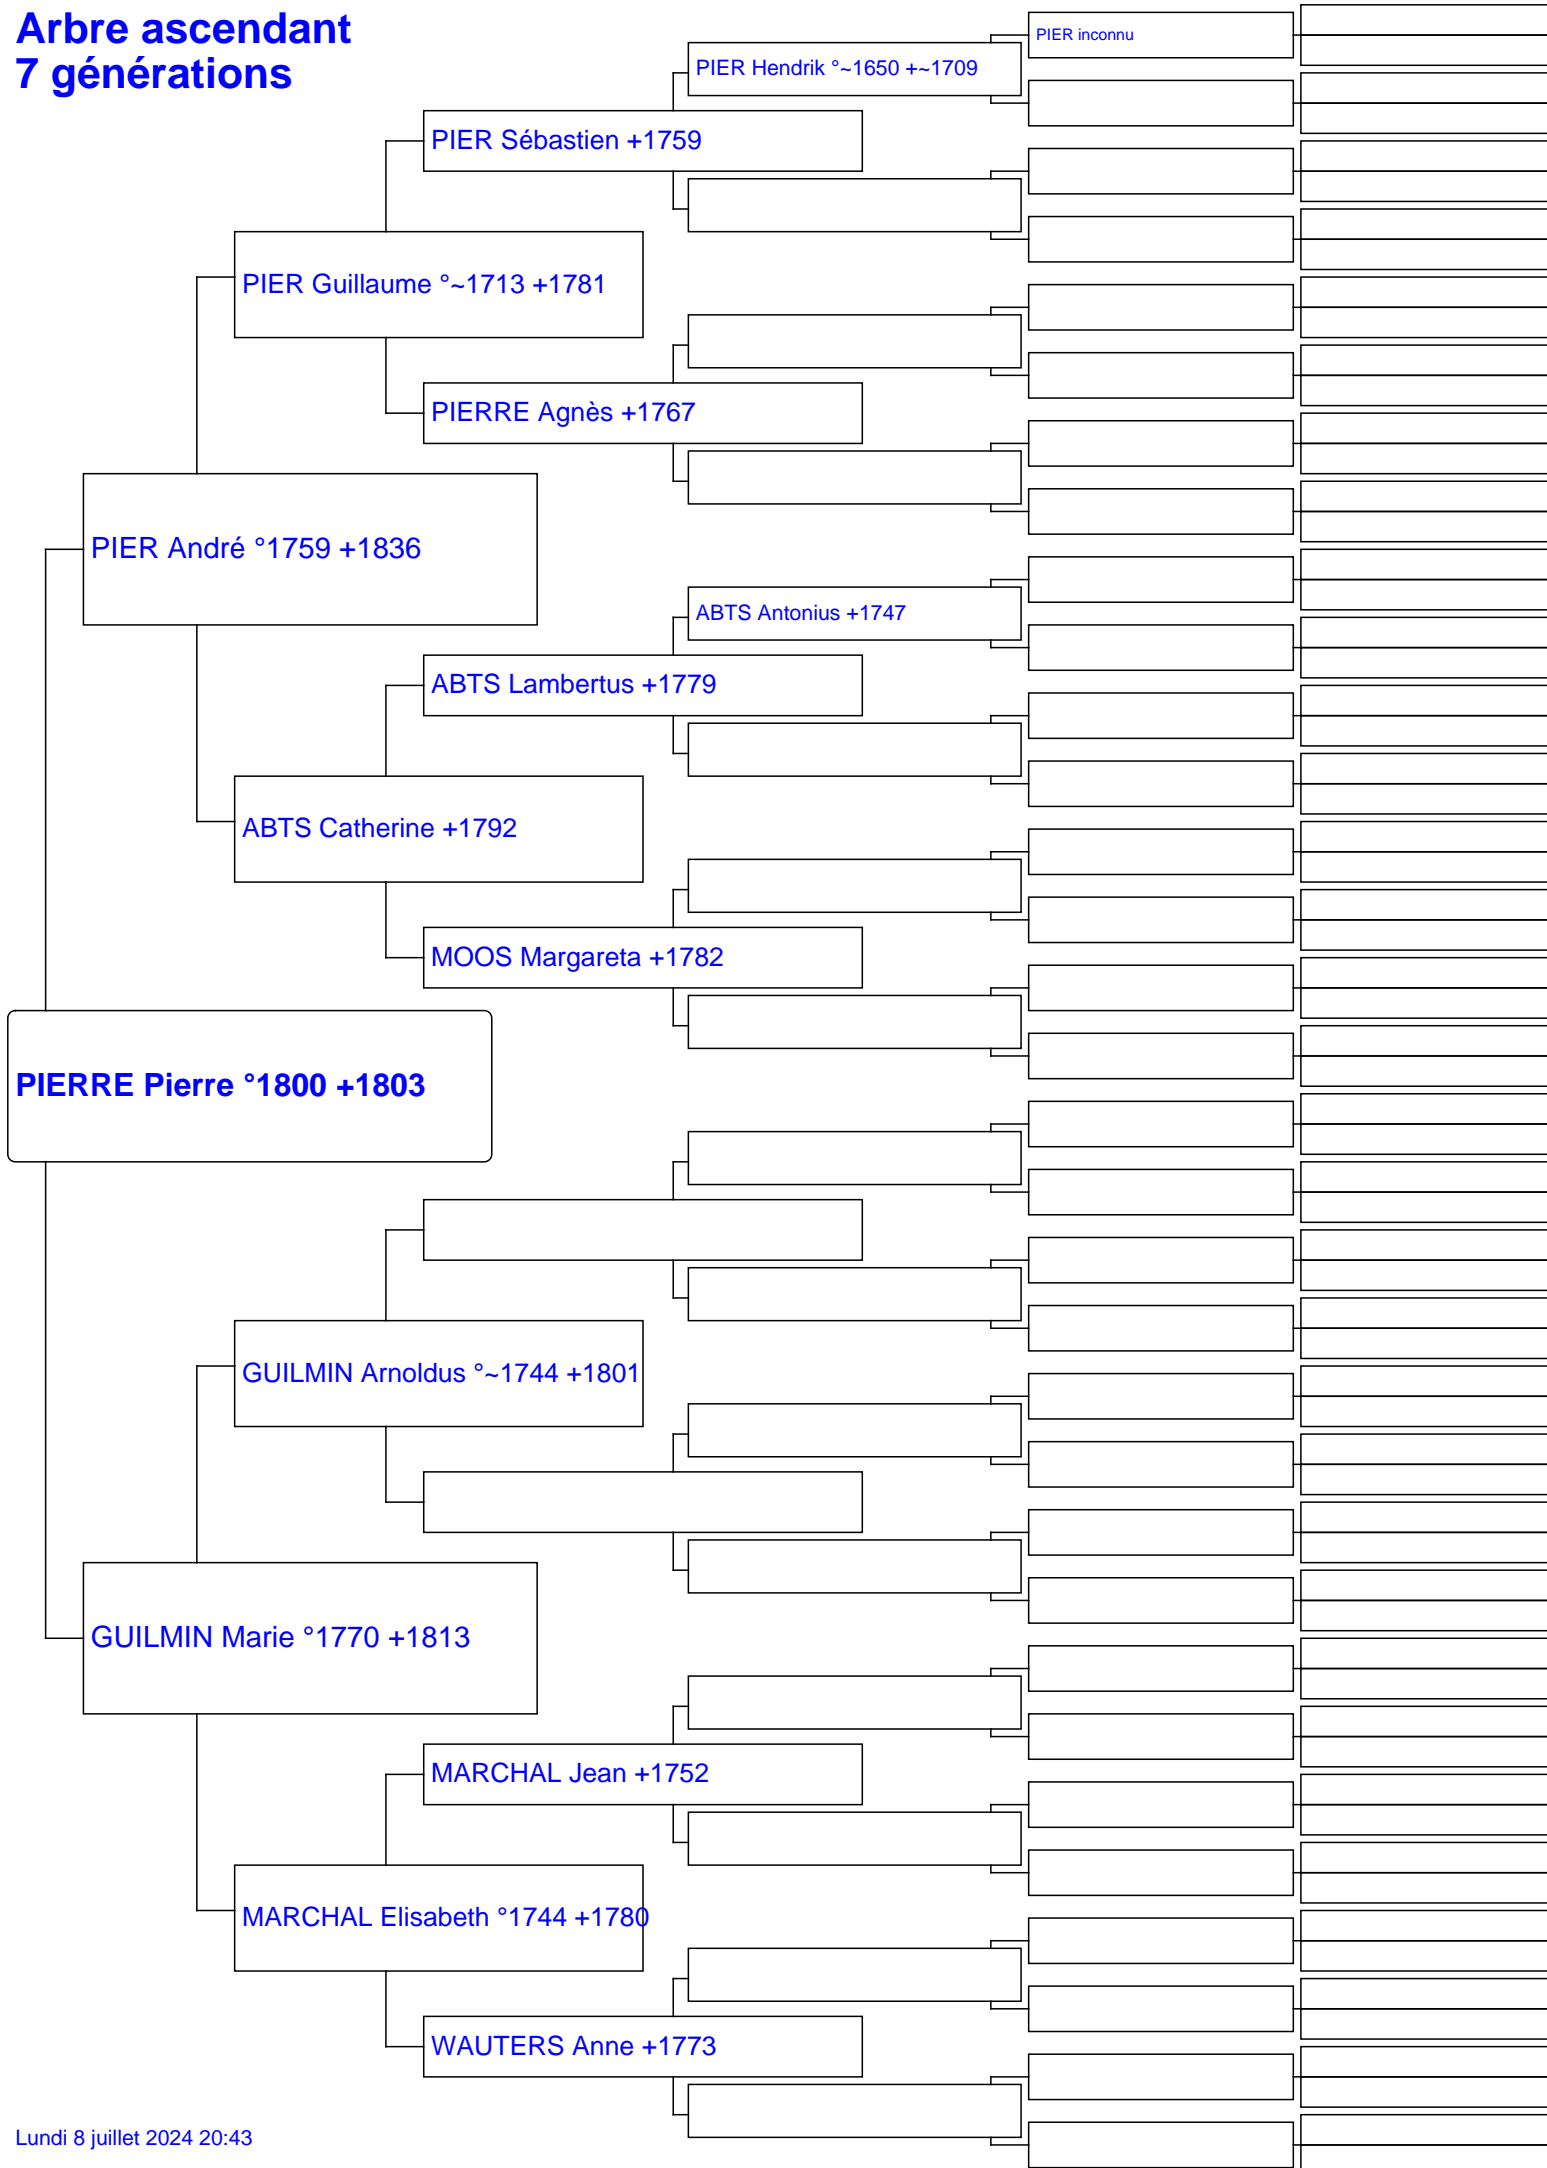 Arbre ascendant
7 générations
PIER inconnu
PIER Hendrik °~1650 +~1709
PIER Sébastien +1759
PIER Guillaume °~1713 +1781
PIERRE Agnès +1767
PIER André °1759 +1836
ABTS Antonius +1747
ABTS Lambertus +1779
ABTS Catherine +1792
MOOS Margareta +1782
PIERRE Pierre °1800 +1803
GUILMIN Arnoldus °~1744 +1801
GUILMIN Marie °1770 +1813
MARCHAL Jean +1752
MARCHAL Elisabeth °1744 +1780
WAUTERS Anne +1773
Lundi 8 juillet 2024 20:43